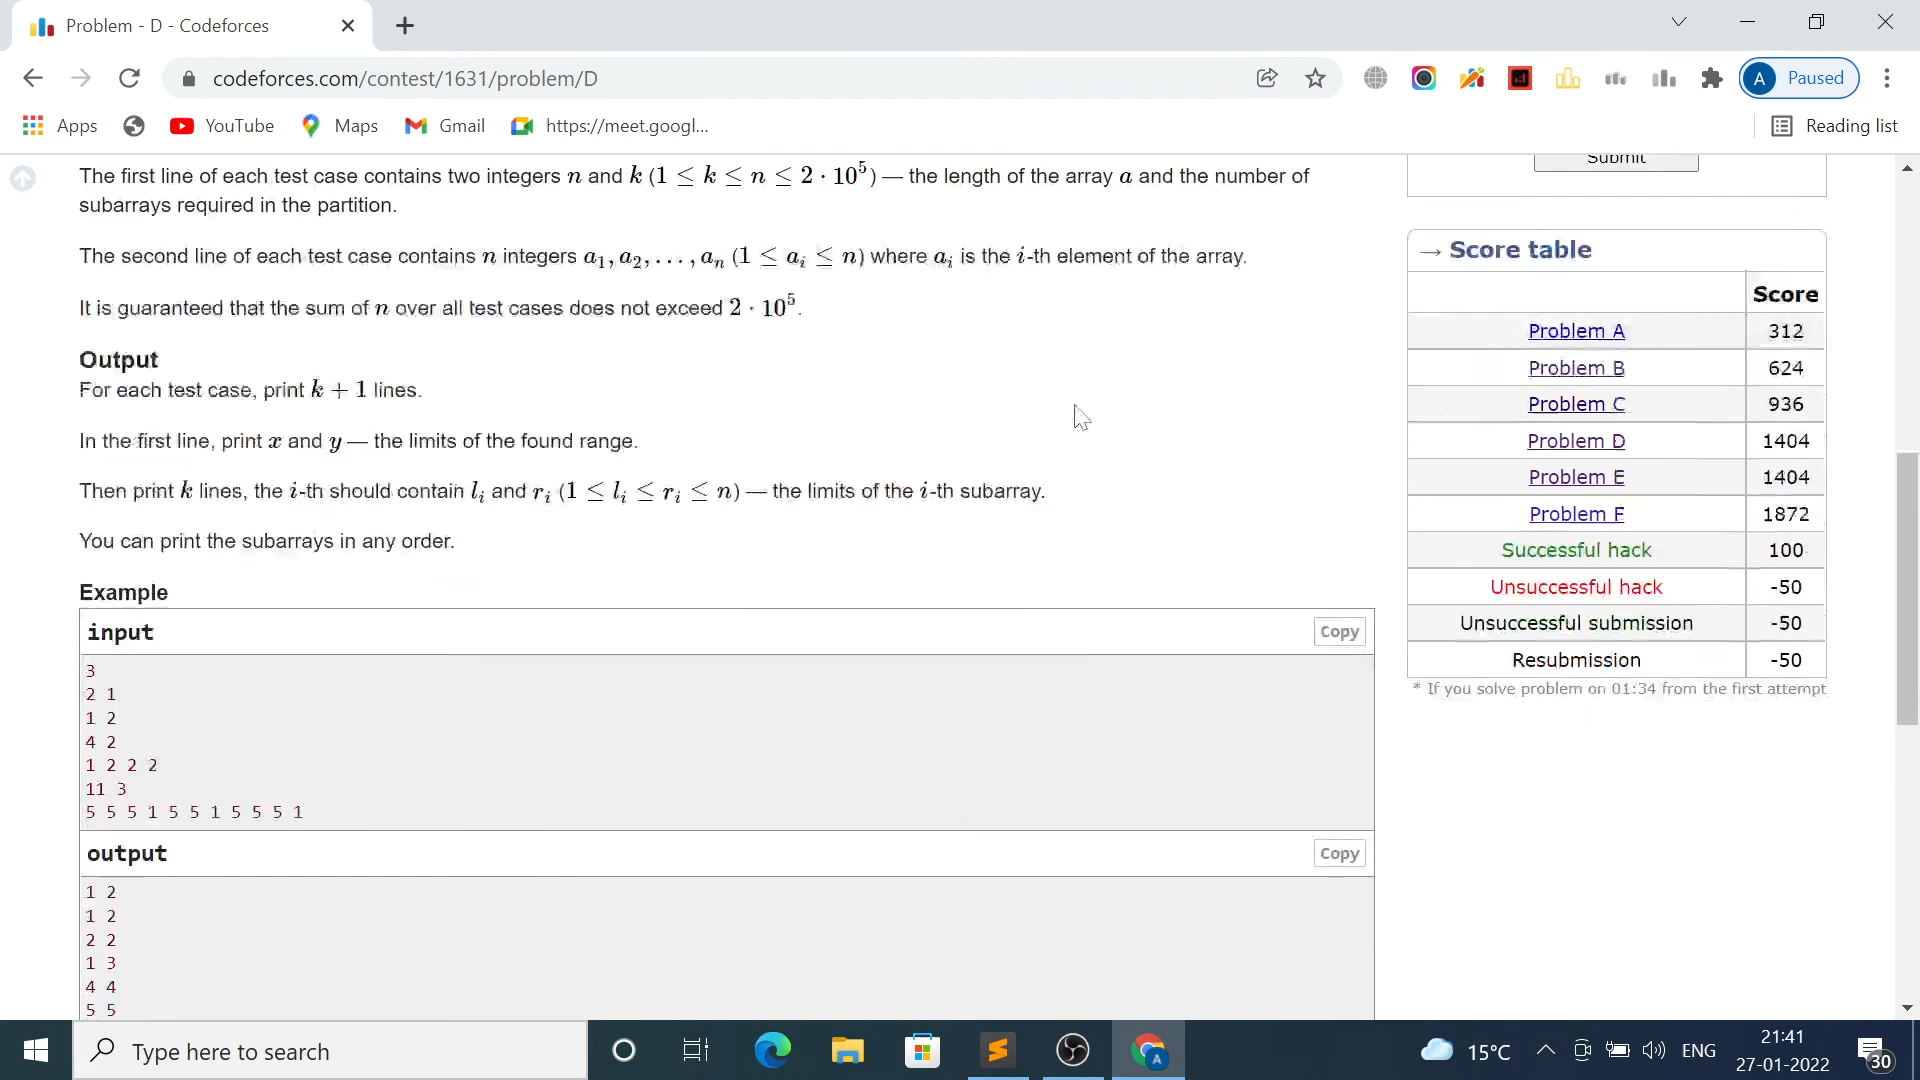 Problem - D - Codeforces
codeforces.com/contest/1631/problem/D
A Paused
Apps YouTube Maps Gmail https://meet.googl... Reading list
The first line of each test case contains two integers n and k (1 ≤ k ≤ n ≤ 2 · 10^5) — the length of the array a and the number of
subarrays required in the partition.
The second line of each test case contains n integers a_1, a_2, . . . , a_n (1 ≤ a_i ≤ n) where a_i is the i-th element of the array.
It is guaranteed that the sum of n over all test cases does not exceed 2 · 10^5.
Output
For each test case, print k + 1 lines.
In the first line, print x and y — the limits of the found range.
Then print k lines, the i-th should contain l_i and r_i (1 ≤ l_i ≤ r_i ≤ n) — the limits of the i-th subarray.
You can print the subarrays in any order.
Example
input Copy
3
2 1
1 2
4 2
1 2 2 2
11 3
5 5 5 1 5 5 1 5 5 5 1
output Copy
1 2
1 2
2 2
1 3
4 4
5 5
Submit
→ Score table
Score
Problem A 312
Problem B 624
Problem C 936
Problem D 1404
Problem E 1404
Problem F 1872
Successful hack 100
Unsuccessful hack -50
Unsuccessful submission -50
Resubmission -50
* If you solve problem on 01:34 from the first attempt
Type here to search
A
15°C
ENG
21:41
27-01-2022
30